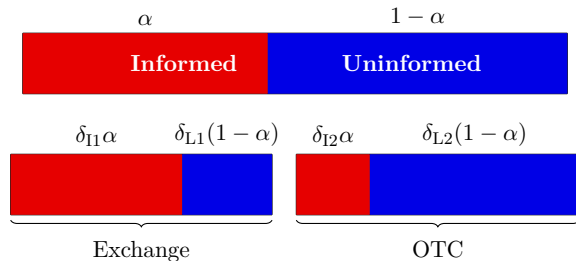 α 1 − α
Informed Uninformed
δI1α δL1(1 − α) δI2α δL2(1 − α)
Exchange OTC